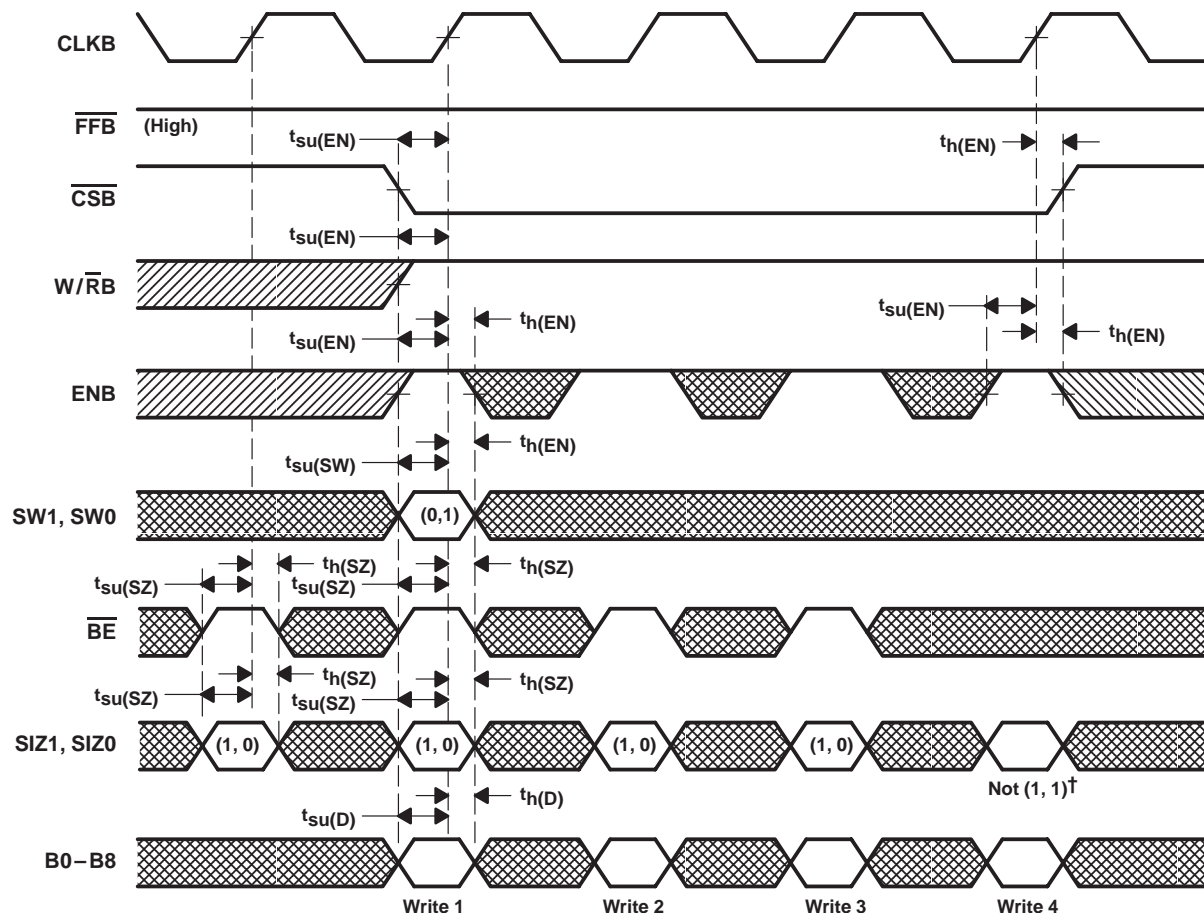 CLKB
FFB (High)
tsu(EN) th(EN)
CSB
tsu(EN)
W/RB
tsu(EN)
th(EN)
tsu(EN) th(EN)
ENB
th(EN)
tsu(SW)
SW1, SW0 (0,1)
th(SZ) th(SZ)
tsu(SZ) tsu(SZ)
BE
th(SZ) th(SZ)
tsu(SZ) tsu(SZ)
SIZ1, SIZ0 (1, 0) (1, 0) (1, 0) (1, 0)
Not (1, 1)†
th(D)
tsu(D)
B0–B8
Write 1 Write 2 Write 3 Write 4